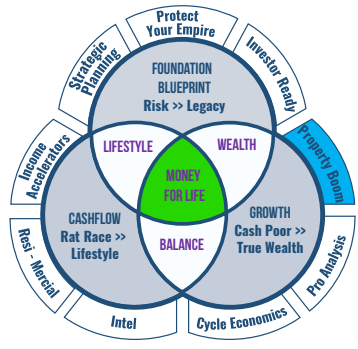 Protect
Your Empire
Strategic
Planning
Investor Ready
FOUNDATION
BLUEPRINT
Risk >> Legacy
Income
Accelerators
Property Boom
LIFESTYLE
WEALTH
MONEY
FOR LIFE
CASHFLOW
Rat Race >>
Lifestyle
GROWTH
Cash Poor >>
True Wealth
BALANCE
Resi - Mercial
Pro Analysis
Intel
Cycle Economics